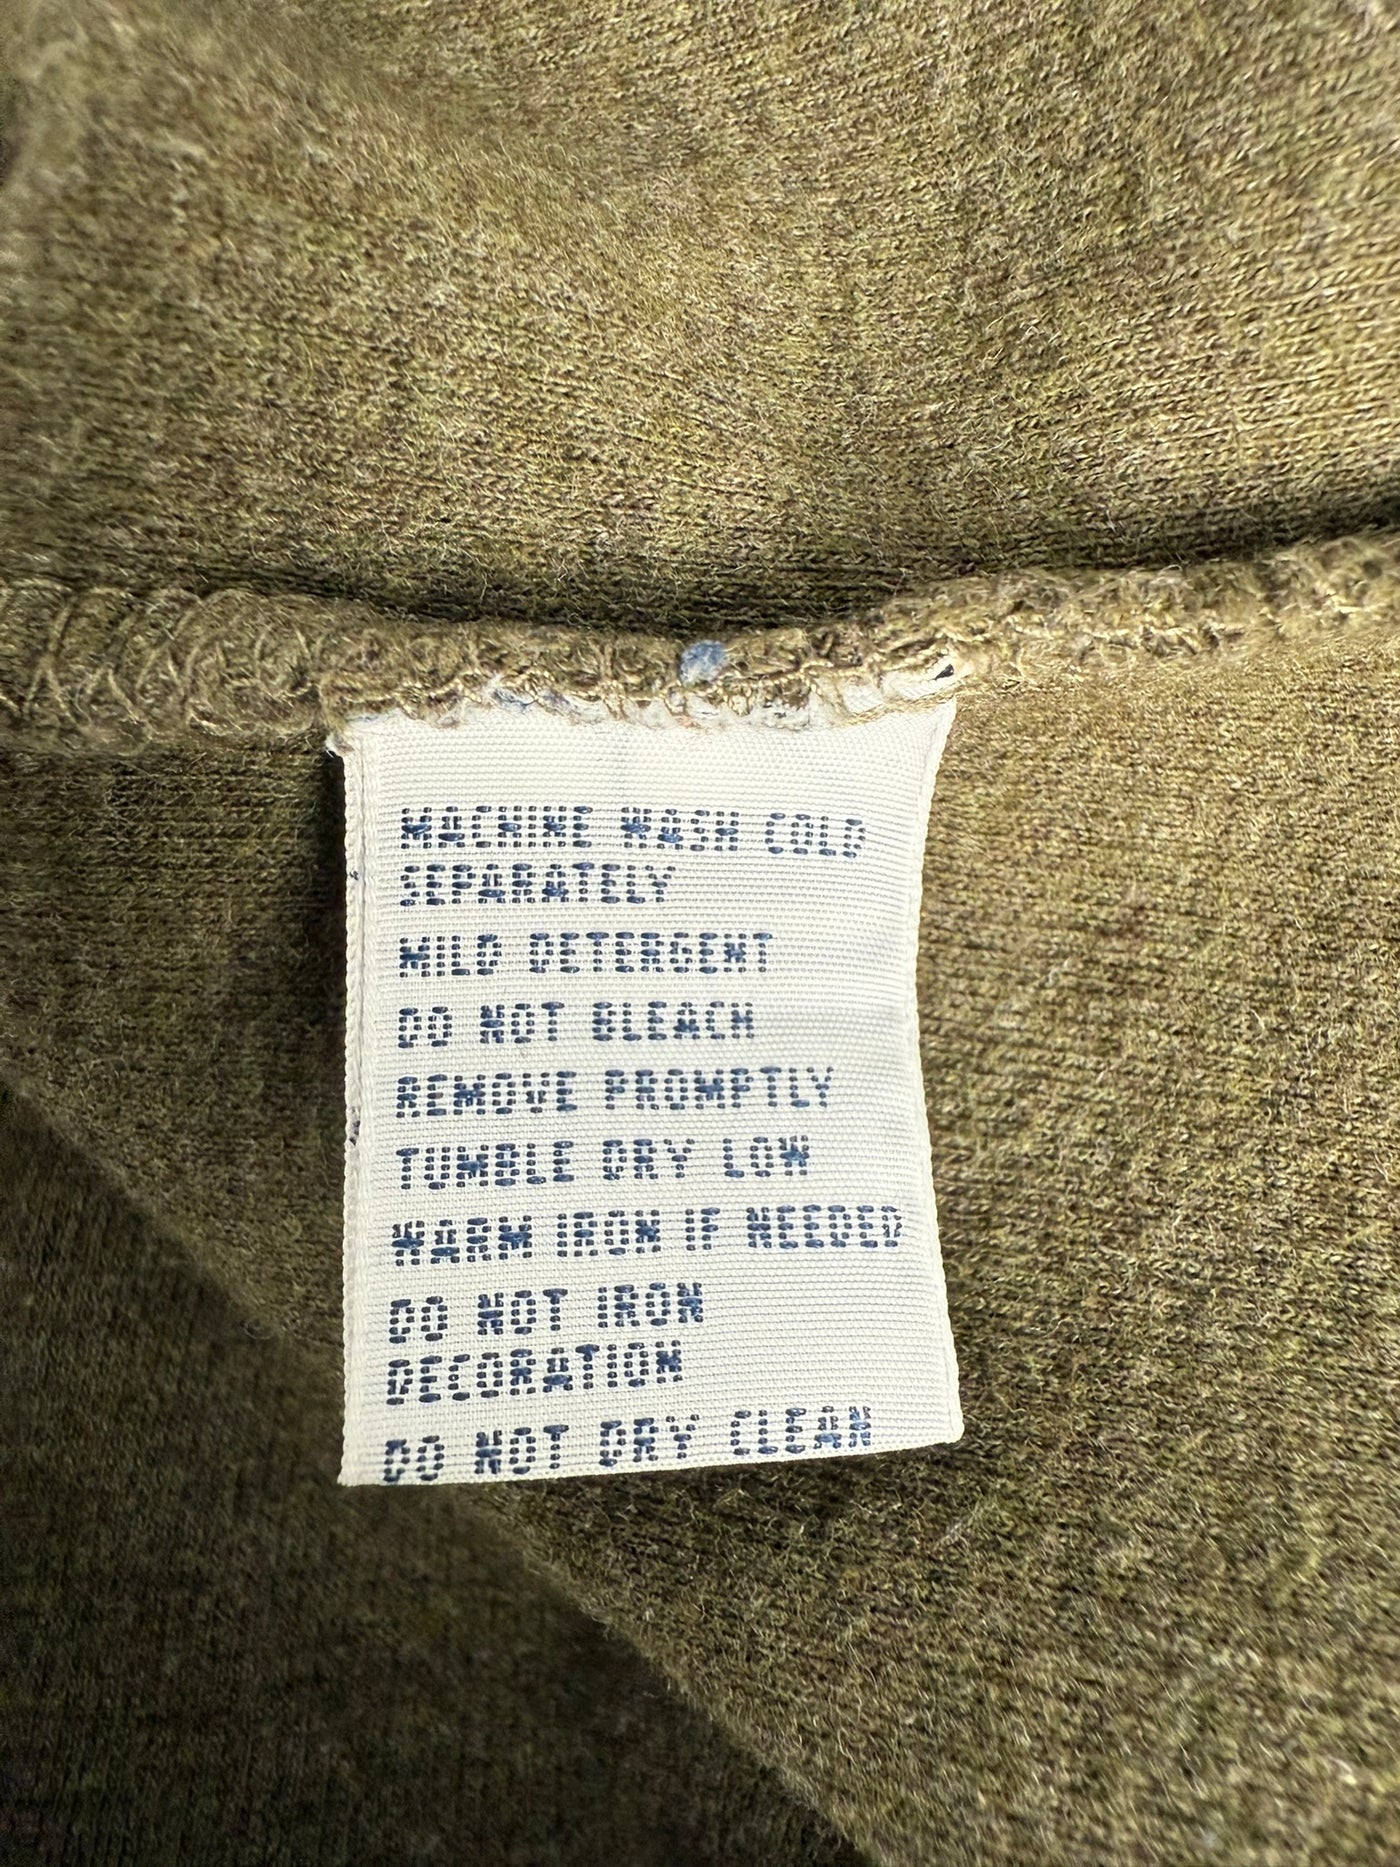 MACHINE WASH COLD
SEPARATELY
MILD DETERGENT
DO NOT BLEACH
REMOVE PROMPTLY
TUMBLE DRY LOW
WARM IRON IF NEEDED
DO NOT IRON
DECORATION
DO NOT DRY CLEAN